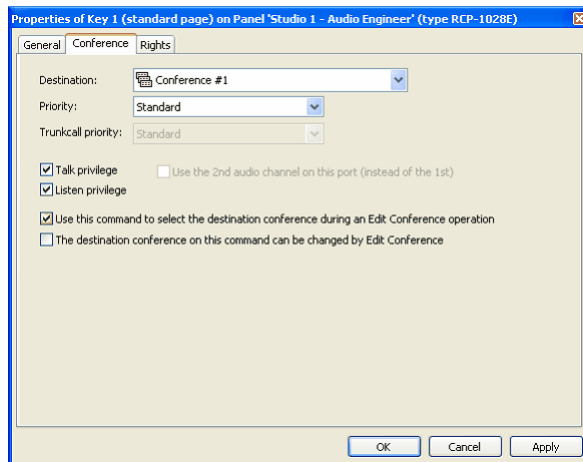 Properties of Key 1 (standard page) on Panel 'Studio 1 - Audio Engineer' (type RCP-1028E)
General Conference Rights
Destination: Conference #1
Priority: Standard
Trunkcall priority: Standard
Talk privilege Use the 2nd audio channel on this port (instead of the 1st)
Listen privilege
Use this command to select the destination conference during an Edit Conference operation
The destination conference on this command can be changed by Edit Conference
OK Cancel Apply